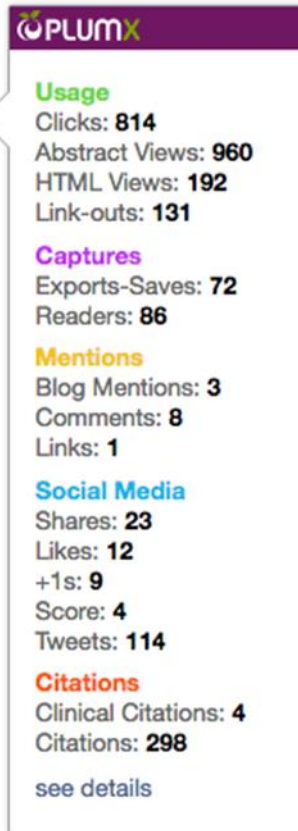 PLUMX
Usage
Clicks: 814
Abstract Views: 960
HTML Views: 192
Link-outs: 131
Captures
Exports-Saves: 72
Readers: 86
Mentions
Blog Mentions: 3
Comments: 8
Links: 1
Social Media
Shares: 23
Likes: 12
+1s: 9
Score: 4
Tweets: 114
Citations
Clinical Citations: 4
Citations: 298
see details